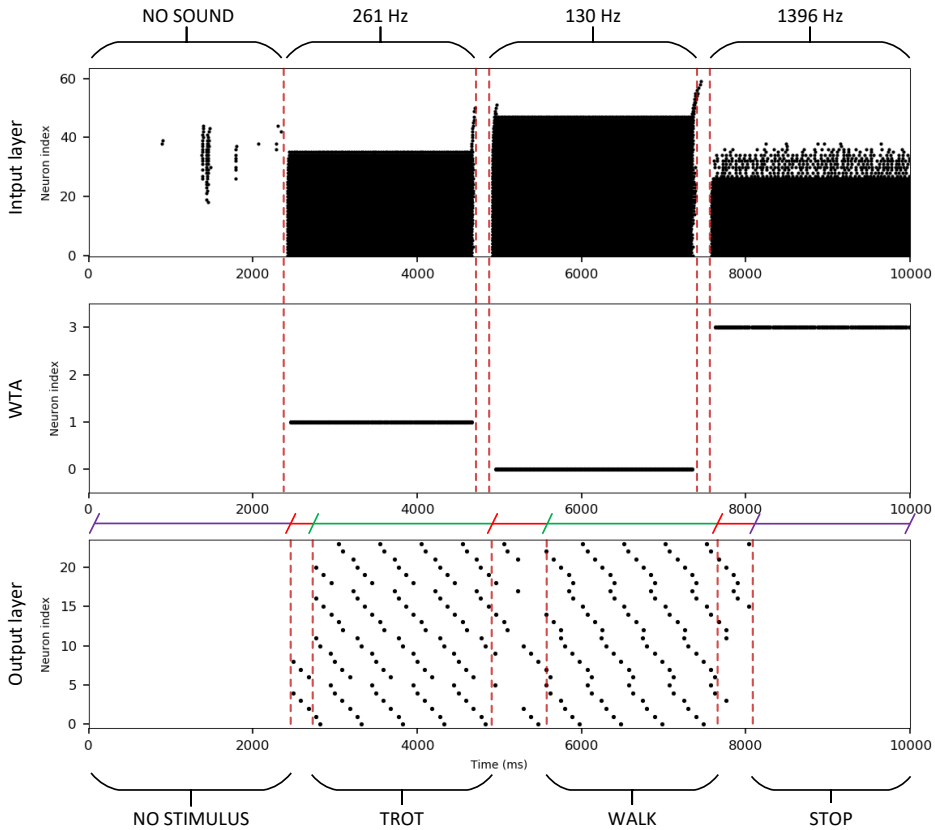 NO SOUND 261 Hz 130 Hz 1396 Hz
Intput layer
Neuron index
60
40
20
0
0 2000 4000 6000 8000 10000
WTA
Neuron index
3
2
1
0
0 2000 4000 6000 8000 10000
Output layer
Neuron index
20
15
10
5
0
0 2000 4000 6000 8000 10000
Time (ms)
NO STIMULUS TROT WALK STOP